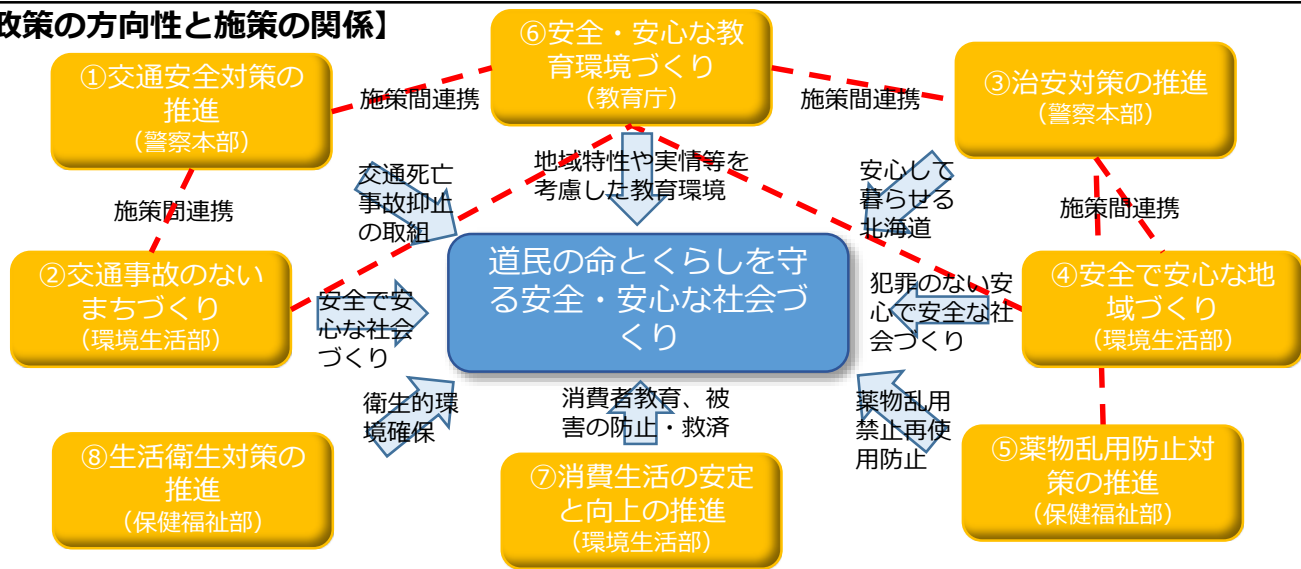 政策の方向性と施策の関係】
⑥安全・安心な教
育環境づくり
（教育庁）
①交通安全対策の
推進
（警察本部）
施策間連携
施策間連携
③治安対策の推進
（警察本部）
交通死亡
事故抑止
の取組
地域特性や実情等を
考慮した教育環境
安心して
暮らせる
北海道
施策間連携
施策間連携
②交通事故のない
まちづくり
（環境生活部）
安全で安
心な社会
づくり
道民の命とくらしを守
る安全・安心な社会づ
くり
犯罪のない安
心で安全な社
会づくり
④安全で安心な地
域づくり
（環境生活部）
衛生的環
境確保
消費者教育、被
害の防止・救済
薬物乱用
禁止再使
用防止
⑧生活衛生対策の
推進
（保健福祉部）
⑦消費生活の安定
と向上の推進
（環境生活部）
⑤薬物乱用防止対
策の推進
（保健福祉部）